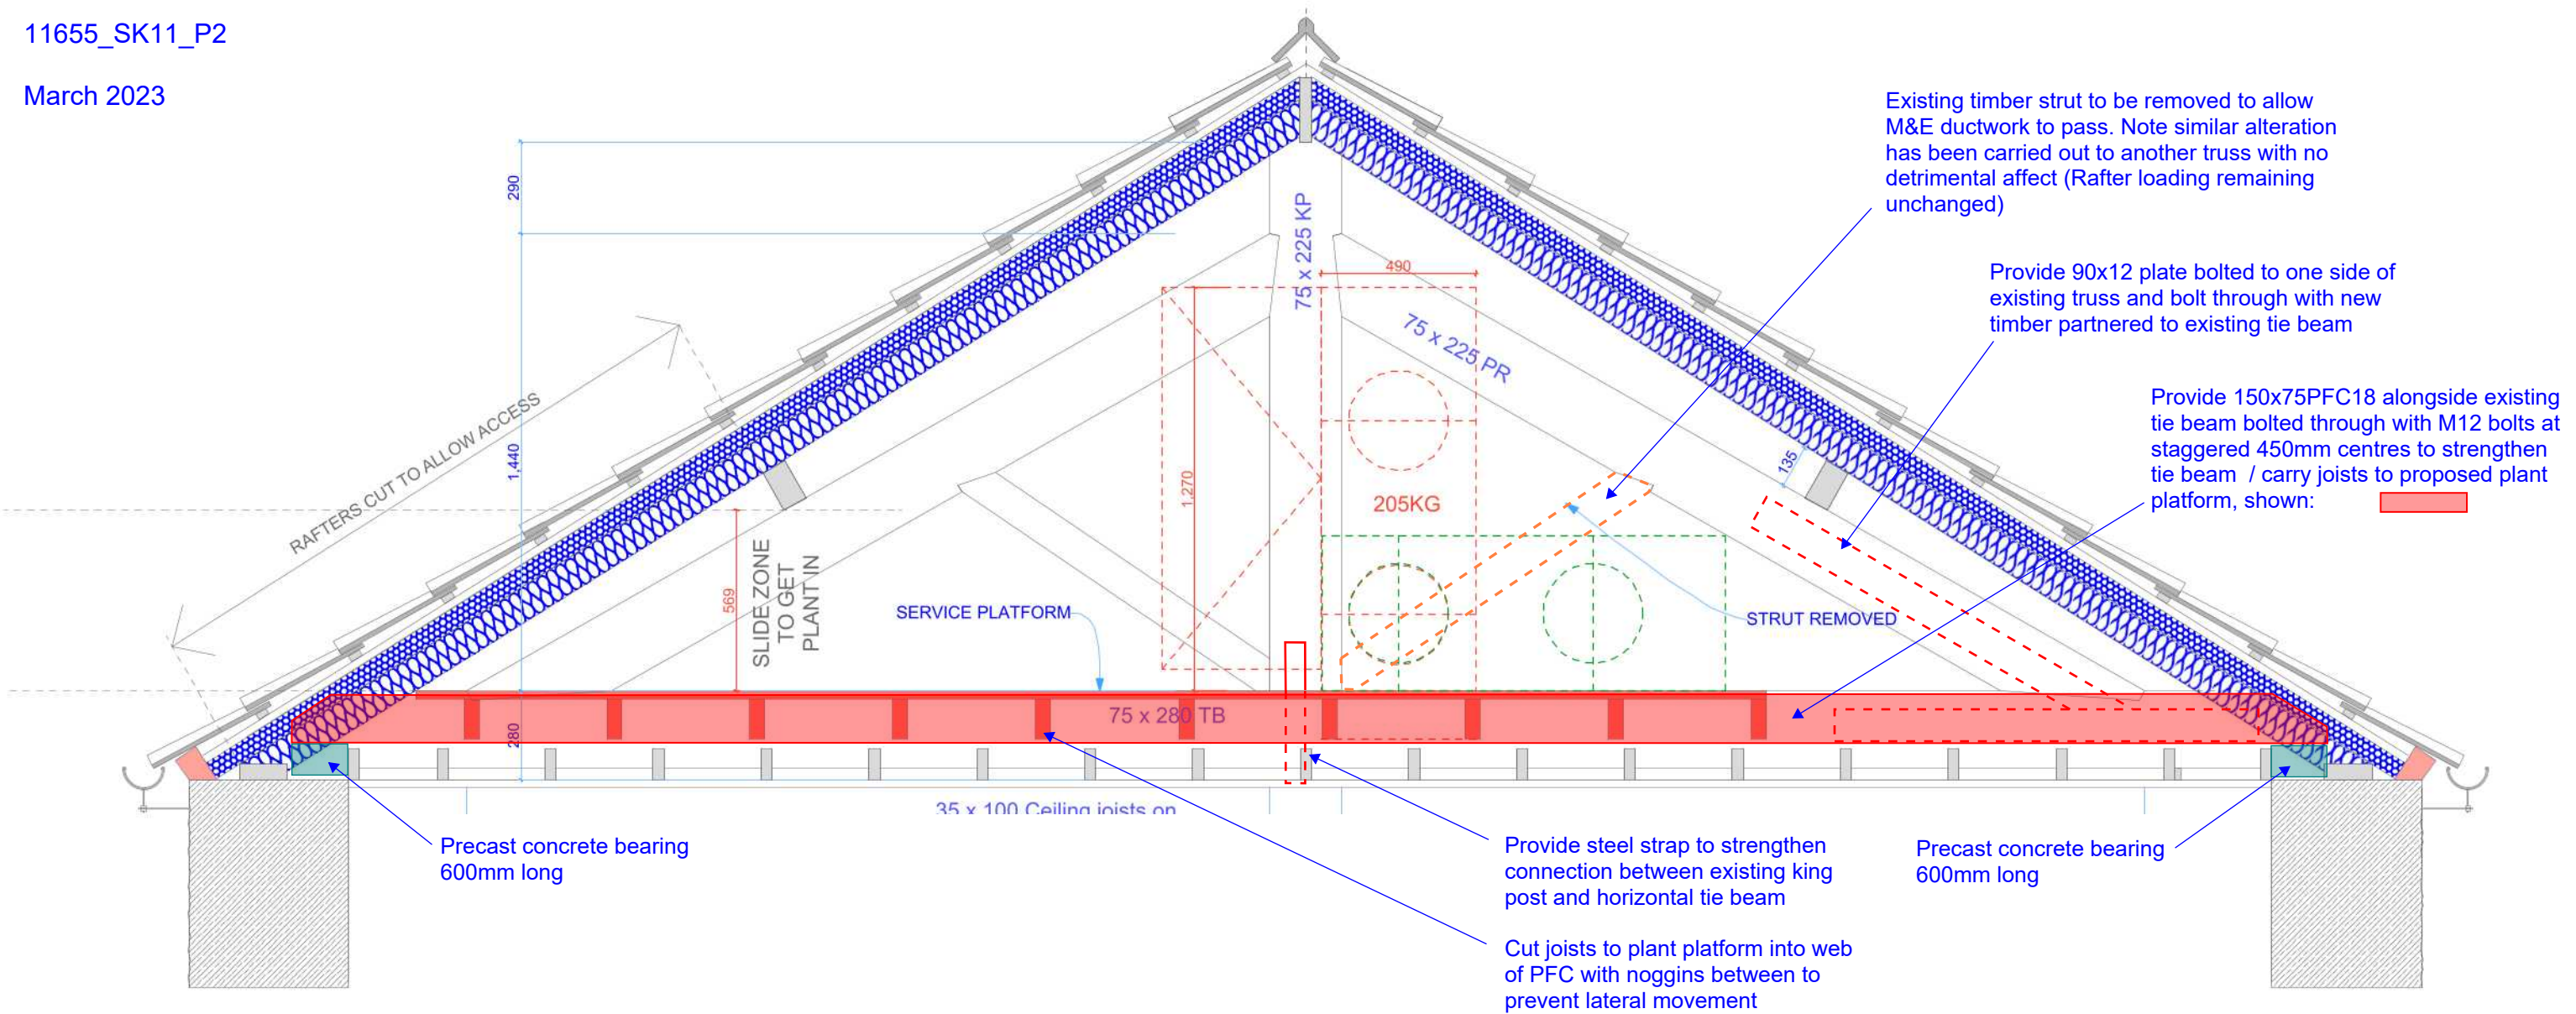 11655_SK11_P2
March 2023
Existing timber strut to be removed to allow
M&E ductwork to pass. Note similar alteration
has been carried out to another truss with no
detrimental affect (Rafter loading remaining
unchanged)
290
75 x 225 KP
490
Provide 90x12 plate bolted to one side of
existing truss and bolt through with new
timber partnered to existing tie beam
75 x 225 PR
Provide 150x75PFC18 alongside existing
tie beam bolted through with M12 bolts at
staggered 450mm centres to strengthen
tie beam / carry joists to proposed plant
platform, shown:
RAFTERS CUT TO ALLOW ACCESS
1,440
135
1,270
205KG
569
SLIDE ZONE
TO GET
PLANT IN
SERVICE PLATFORM
STRUT REMOVED
280
75 x 280 TB
35 x 100 Ceiling joists on
Precast concrete bearing
600mm long
Provide steel strap to strengthen
connection between existing king
post and horizontal tie beam
Precast concrete bearing
600mm long
Cut joists to plant platform into web
of PFC with noggins between to
prevent lateral movement